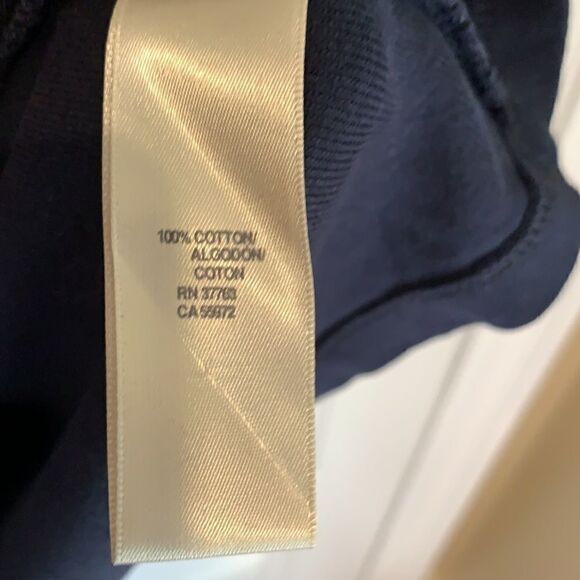 100% COTTON/
ALGODON/
COTON
RN 37763
CA 55972